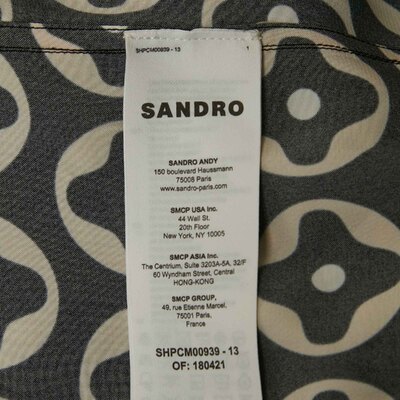 SHPCM00939 - 13 1
SANDRO
SANDRO ANDY
150 boulevard Haussmann
75008 Paris
www.sandro-paris.com
SMCP USA Inc.
44 Wall St.
20th Floor
New York, NY 10005
SMCP ASIA Inc.
The Centrium, Suite 3203A-5A, 32/F
60 Wyndham Street, Central
HONG-KONG
SMCP GROUP,
49, rue Etienne Marcel,
75001 Paris,
France
SHPCM00939 - 13
OF: 180421